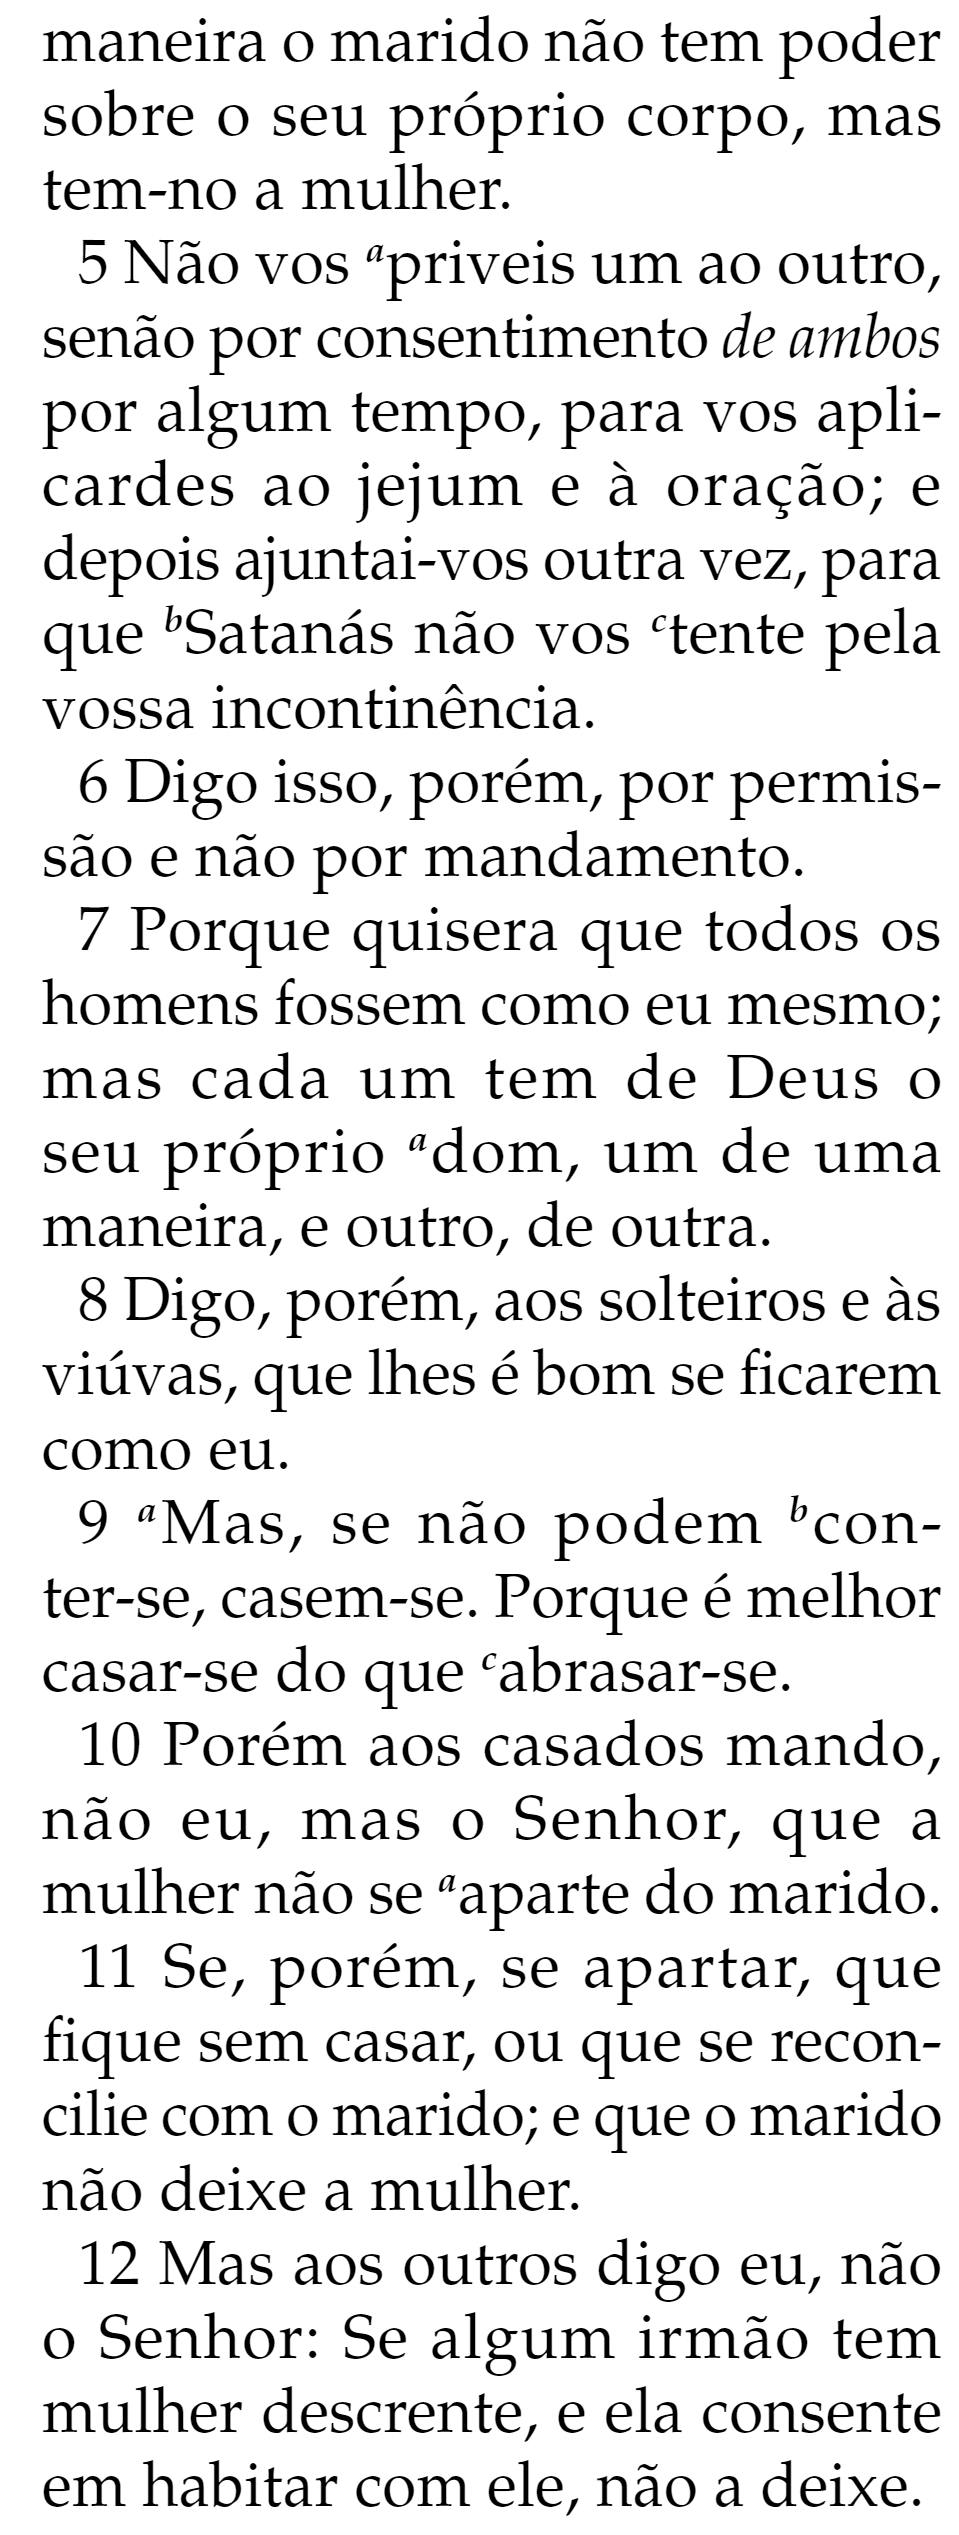 maneira o marido não tem poder
sobre o seu próprio corpo, mas
tem-no a mulher.
5 Não vos ᵃpriveis um ao outro,
senão por consentimento de ambos
por algum tempo, para vos apli-
cardes ao jejum e à oração; e
depois ajuntai-vos outra vez, para
que ᵇSatanás não vos ᶜtente pela
vossa incontinência.
6 Digo isso, porém, por permis-
são e não por mandamento.
7 Porque quisera que todos os
homens fossem como eu mesmo;
mas cada um tem de Deus o
seu próprio ᵃdom, um de uma
maneira, e outro, de outra.
8 Digo, porém, aos solteiros e às
viúvas, que lhes é bom se ficarem
como eu.
9 ᵃMas, se não podem ᵇcon-
ter-se, casem-se. Porque é melhor
casar-se do que ᶜabrasar-se.
10 Porém aos casados mando,
não eu, mas o Senhor, que a
mulher não se ᵃaparte do marido.
11 Se, porém, se apartar, que
fique sem casar, ou que se recon-
cilie com o marido; e que o marido
não deixe a mulher.
12 Mas aos outros digo eu, não
o Senhor: Se algum irmão tem
mulher descrente, e ela consente
em habitar com ele, não a deixe.